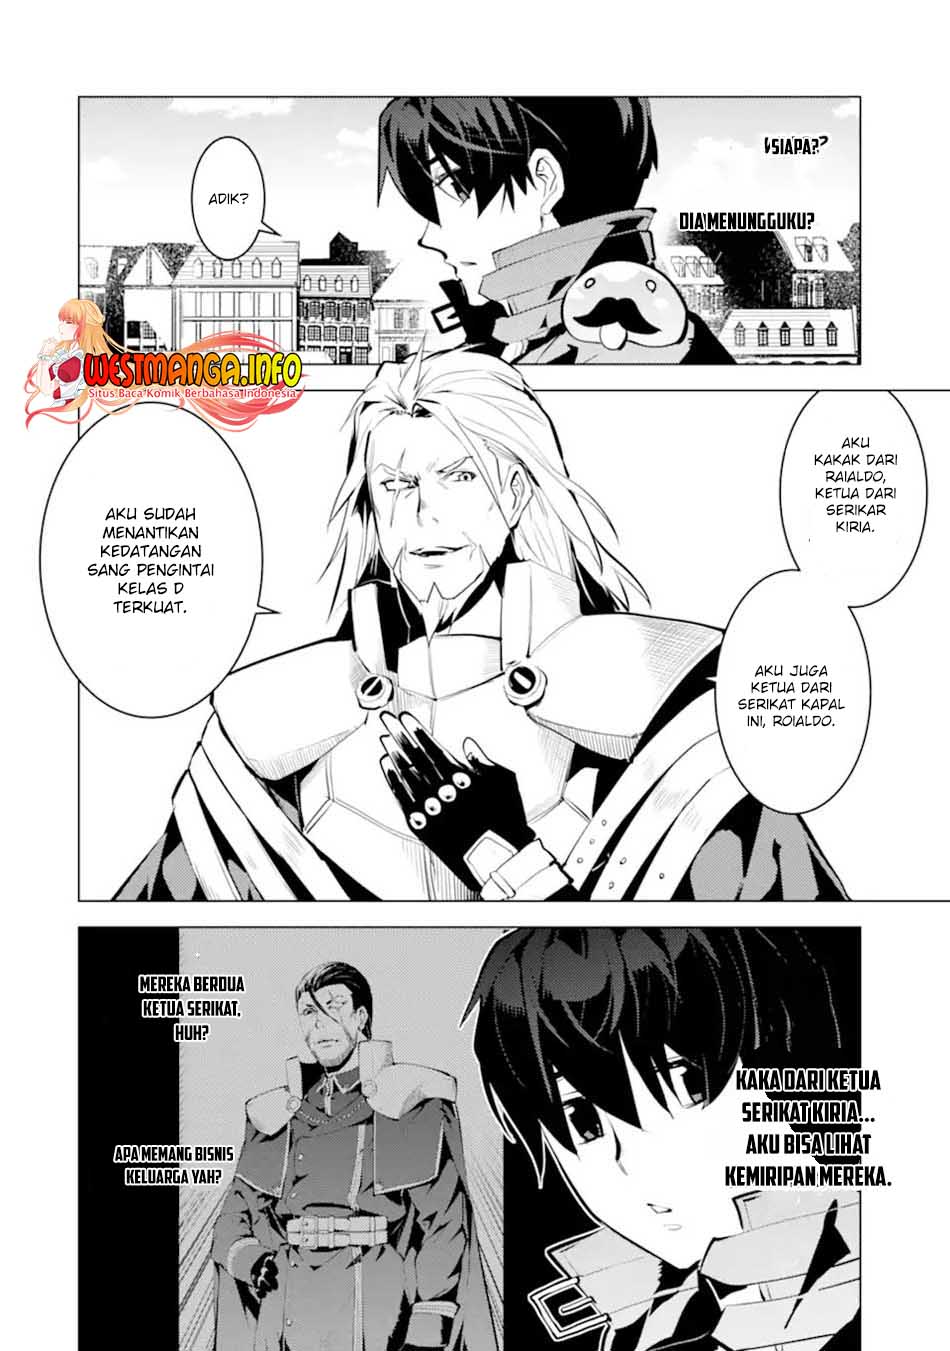 SIAPA?
DIA MENUNGGUKU?
ADIK?
WESTMANGA.INFO
Situs Baca Komik Berbahasa Indonesia
AKU
KAKAK DARI
RAIALDO,
KETUA DARI
SERIKAR
KIRIA.
AKU JUGA
KETUA DARI
SERIKAT KAPAL
INI, ROIALDO.
AKU SUDAH
MENANTIKAN
KEDATANGAN
SANG PENGINTAI
KELAS D
TERKUAT.
KAKA DARI KETUA
SERIKAT KIRIA...
AKU BISA LIHAT
KEMIRIPAN MEREKA.
MEREKA BERDUA
KETUA SERIKAT,
HUH?
APA MEMANG BISNIS
KELUARGA YAH?